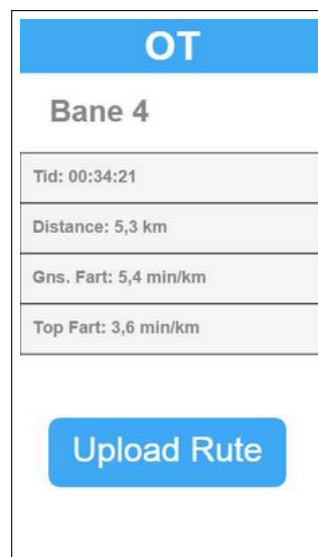 OT
Bane 4
Tid: 00:34:21
Distance: 5,3 km
Gns. Fart: 5,4 min/km
Top Fart: 3,6 min/km
Upload Rute